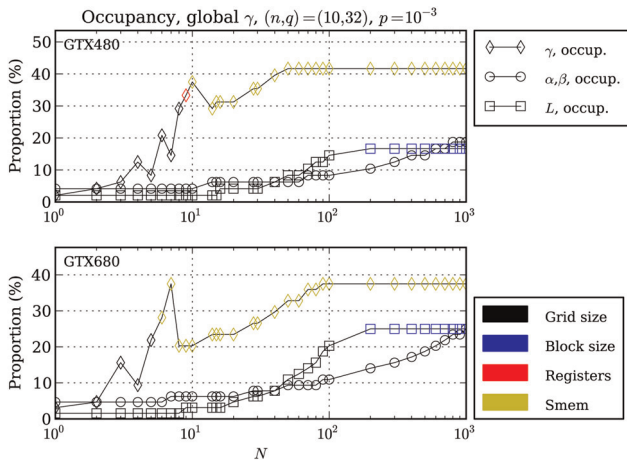 Occupancy, global γ, (n,q)=(10,32), p=10⁻³
GTX480
Proportion (%)
50
40
30
20
10
0
10⁰
10¹
10²
10³
γ, occup.
α,β, occup.
L, occup.
GTX680
Proportion (%)
50
40
30
20
10
0
10⁰
10¹
10²
10³
N
Grid size
Block size
Registers
Smem